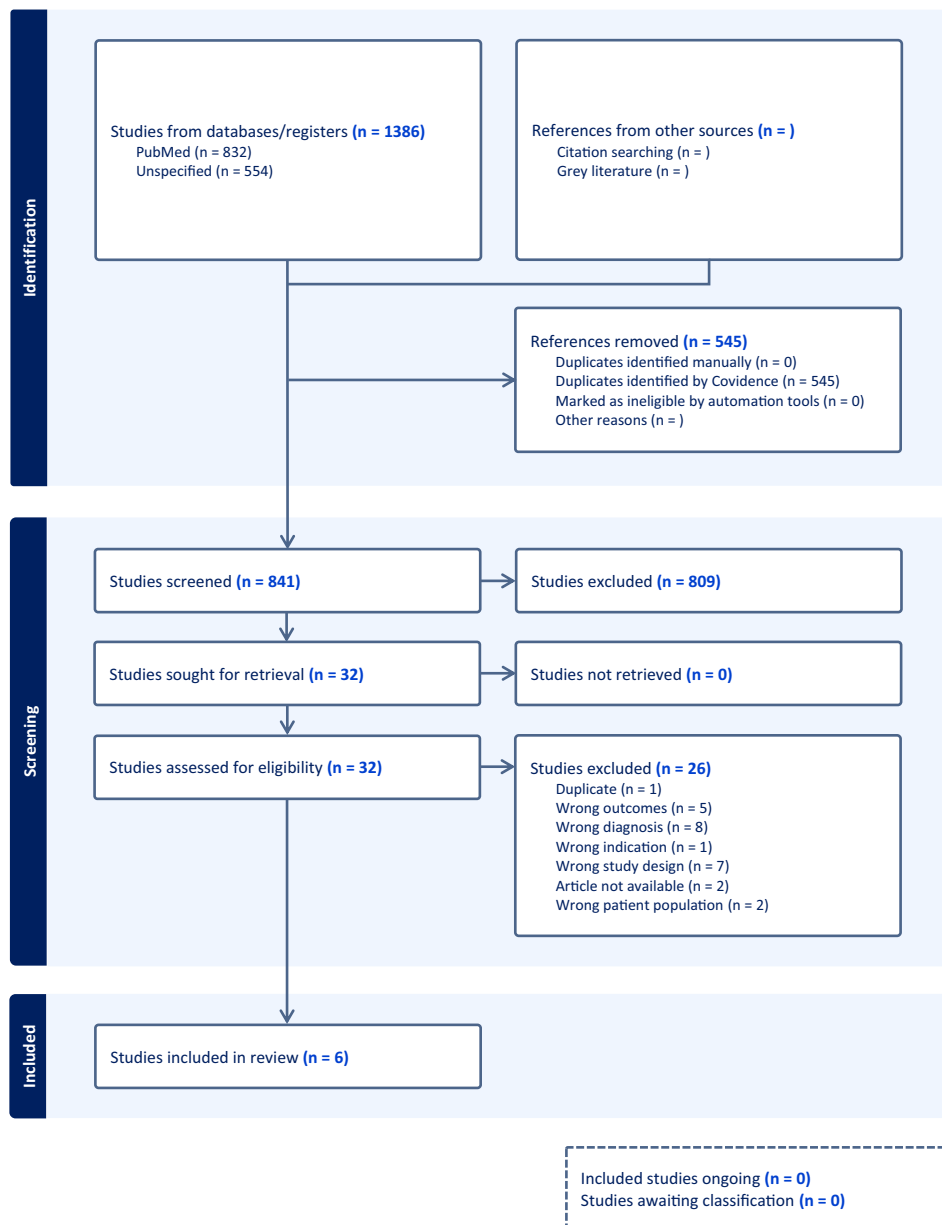 Identification
Studies from databases/registers (n = 1386)
PubMed (n = 832)
Unspecified (n = 554)
References from other sources (n = )
Citation searching (n = )
Grey literature (n = )
References removed (n = 545)
Duplicates identified manually (n = 0)
Duplicates identified by Covidence (n = 545)
Marked as ineligible by automation tools (n = 0)
Other reasons (n = )
Screening
Studies screened (n = 841)
Studies excluded (n = 809)
Studies sought for retrieval (n = 32)
Studies not retrieved (n = 0)
Studies assessed for eligibility (n = 32)
Studies excluded (n = 26)
Duplicate (n = 1)
Wrong outcomes (n = 5)
Wrong diagnosis (n = 8)
Wrong indication (n = 1)
Wrong study design (n = 7)
Article not available (n = 2)
Wrong patient population (n = 2)
Included
Studies included in review (n = 6)
Included studies ongoing (n = 0)
Studies awaiting classification (n = 0)